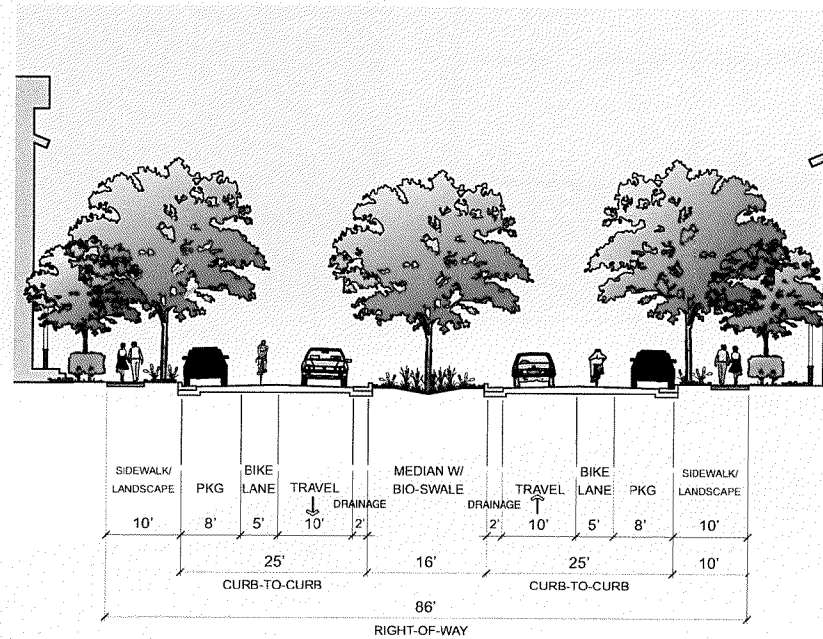 SIDEWALK/
LANDSCAPE
10'
PKG
8'
BIKE
LANE
5'
TRAVEL
10'
DRAINAGE
2'
MEDIAN W/
BIO-SWALE
DRAINAGE
2'
TRAVEL
10'
BIKE
LANE
5'
PKG
8'
SIDEWALK/
LANDSCAPE
10'
25'
16'
25'
10'
CURB-TO-CURB
CURB-TO-CURB
86'
RIGHT-OF-WAY